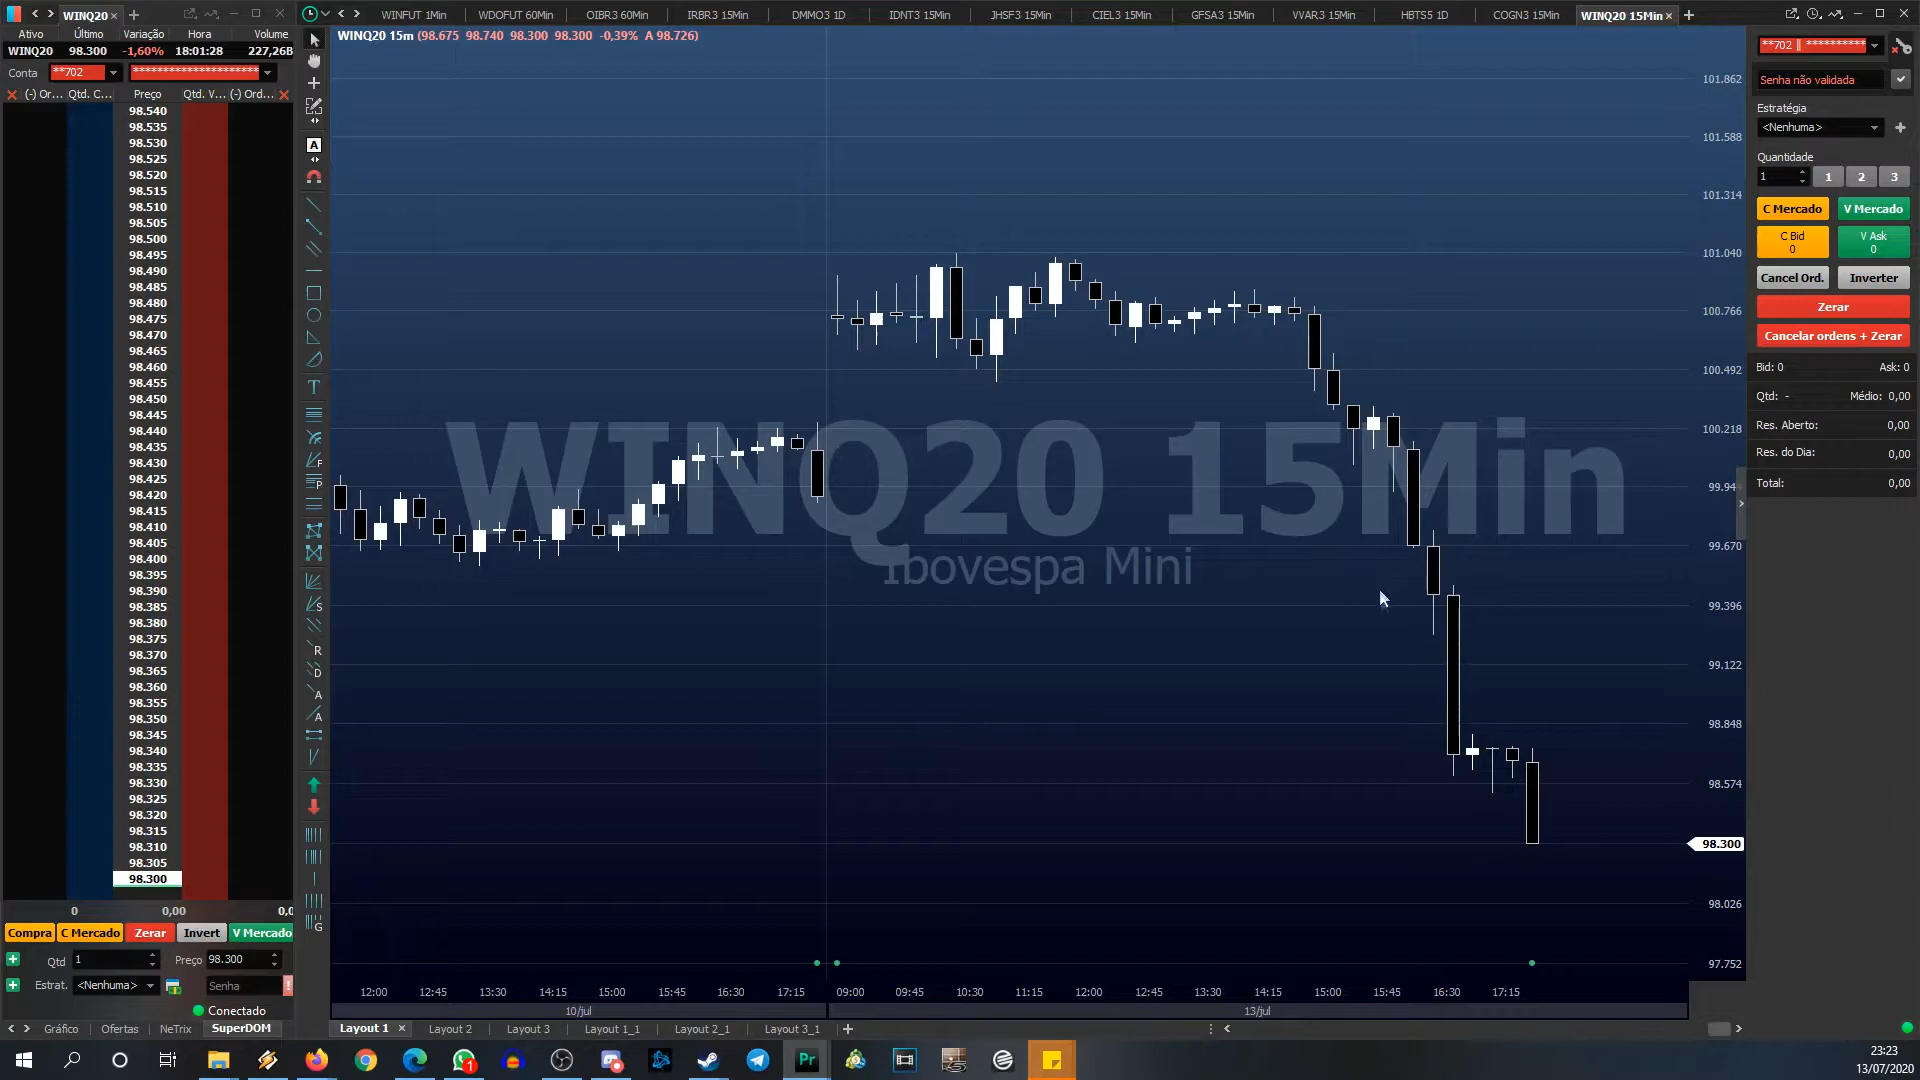 WINQ20
Ativo Último Variação Hora Volume
WINQ20 98.300 -1,60% 18:01:28 227,26B
Conta **702 **********************
(-) Or... Qtd. C... Preço Qtd. V... (-) Ord...
98.540
98.535
98.530
98.525
98.520
98.515
98.510
98.505
98.500
98.495
98.490
98.485
98.480
98.475
98.470
98.465
98.460
98.455
98.450
98.445
98.440
98.435
98.430
98.425
98.420
98.415
98.410
98.405
98.400
98.395
98.390
98.385
98.380
98.375
98.370
98.365
98.360
98.355
98.350
98.345
98.340
98.335
98.330
98.325
98.320
98.315
98.310
98.305
98.300
0 0,00 0,0
Compra C Mercado Zerar Invert V Mercado
Qtd 1 Preço 98.300
Estrat. <Nenhuma> Senha !
Conectado
Gráfico Ofertas NeTrix SuperDOM
WINFUT 1Min WDOFUT 60Min OIBR3 60Min IRBR3 15Min DMMO3 1D IDNT3 15Min JHSF3 15Min CIEL3 15Min GFSA3 15Min VVAR3 15Min HBTS5 1D COGN3 15Min WINQ20 15Min
WINQ20 15m (98.675 98.740 98.300 98.300 -0,39% A 98.726)
A
T
F
P
S
R
D
A
A
G
WINQ20 15Min
Ibovespa Mini
101.862
101.588
101.314
101.040
100.766
100.492
100.218
99.94
99.670
99.396
99.122
98.848
98.574
98.300
98.026
97.752
12:00 12:45 13:30 14:15 15:00 15:45 16:30 17:15 09:00 09:45 10:30 11:15 12:00 12:45 13:30 14:15 15:00 15:45 16:30 17:15
10/jul 13/jul
Layout 1 Layout 2 Layout 3 Layout 1_1 Layout 2_1 Layout 3_1
**702 || **********
Senha não validada
Estratégia
<Nenhuma>
Quantidade
1 1 2 3
C Mercado V Mercado
C Bid V Ask
0 0
Cancel Ord. Inverter
Zerar
Cancelar ordens + Zerar
Bid: 0 Ask: 0
Qtd: - Médio: 0,00
Res. Aberto: 0,00
Res. do Dia: 0,00
Total: 0,00
1
Pr
23:23
13/07/2020